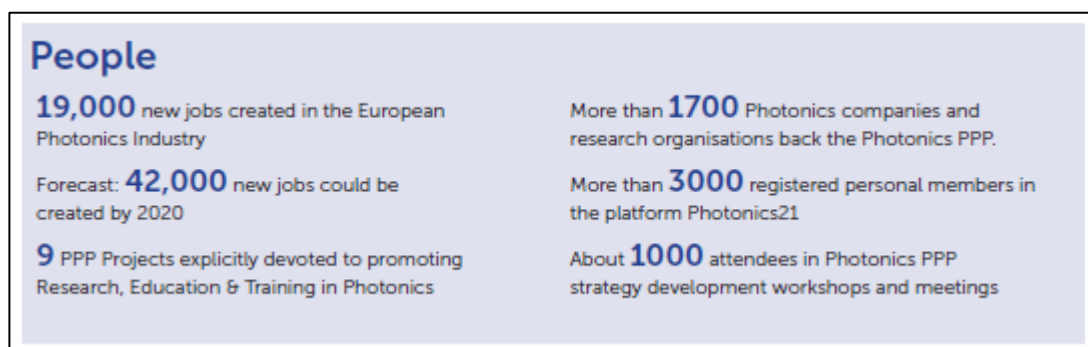 People
19,000 new jobs created in the European
Photonics Industry
Forecast: 42,000 new jobs could be
created by 2020
9 PPP Projects explicitly devoted to promoting
Research, Education & Training in Photonics
More than 1700 Photonics companies and
research organisations back the Photonics PPP.
More than 3000 registered personal members in
the platform Photonics21
About 1000 attendees in Photonics PPP
strategy development workshops and meetings